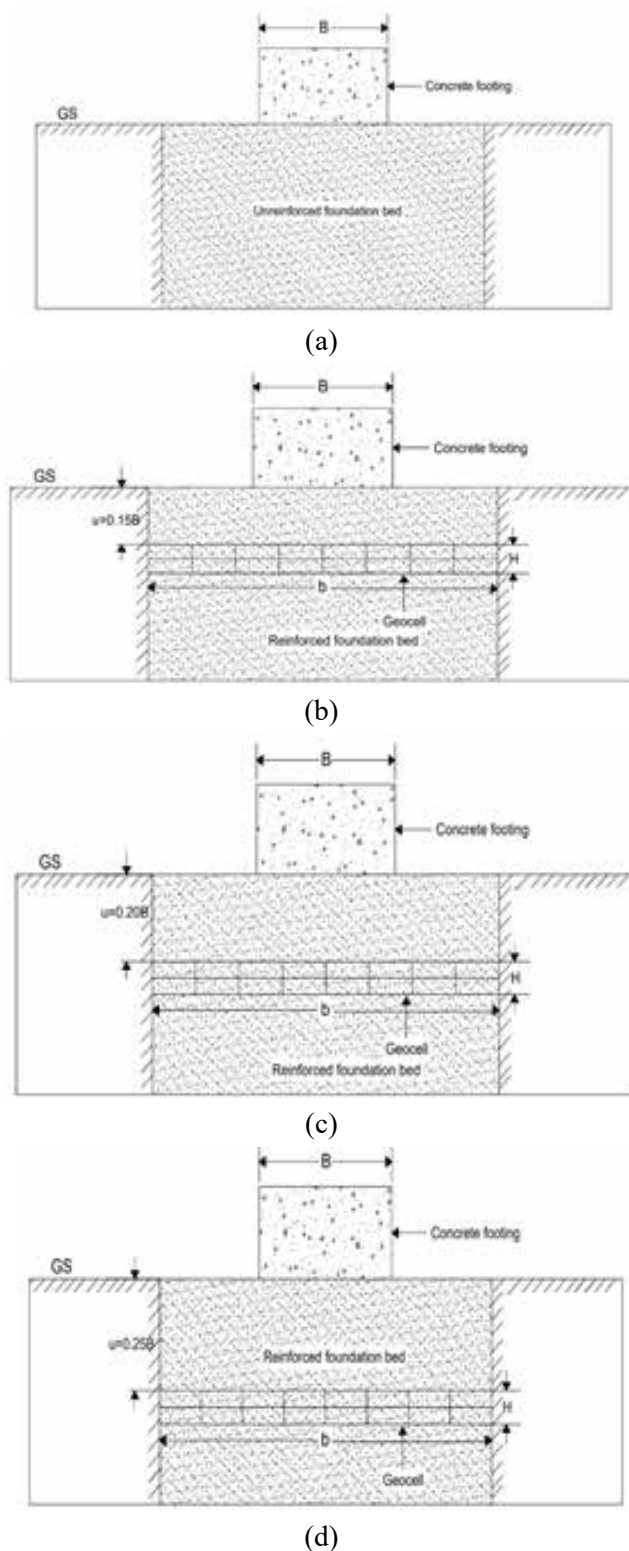 B
Concrete footing
GS
Unreinforced foundation bed
(a)
B
Concrete footing
GS
u=0.15B
H
b
Geocell
Reinforced foundation bed
(b)
B
Concrete footing
GS
u=0.20B
H
b
Geocell
Reinforced foundation bed
(c)
B
Concrete footing
GS
u=0.25B
Reinforced foundation bed
H
b
Geocell
(d)